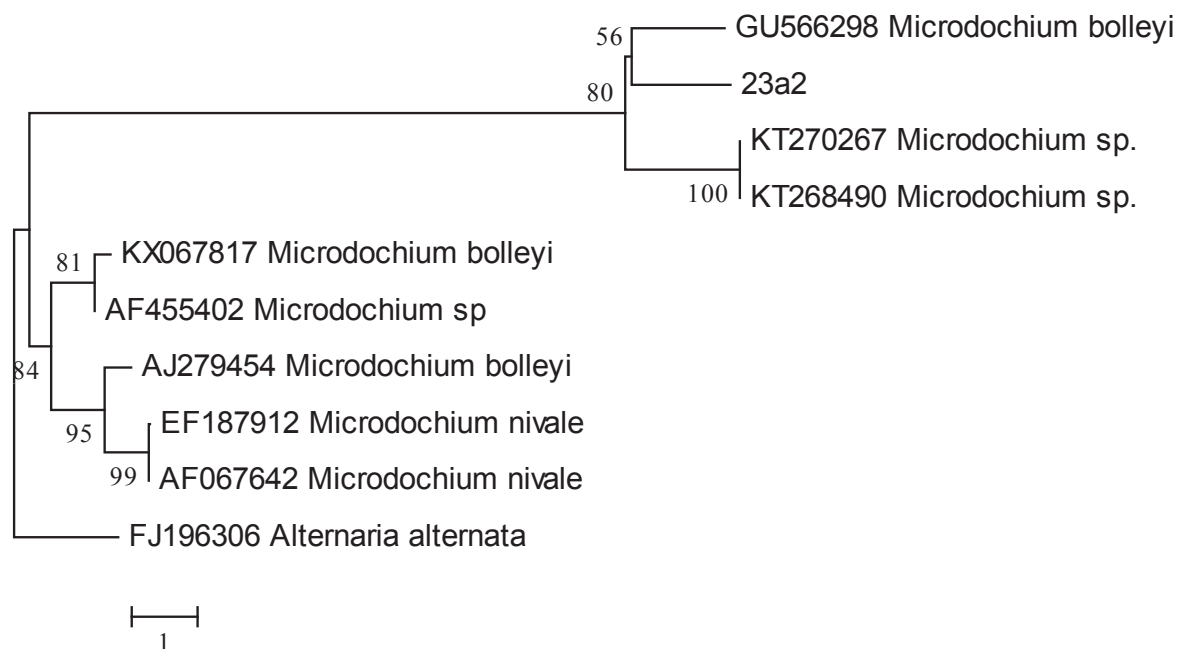 GU566298 Microdochium bolleyi
56
23a2
80
KT270267 Microdochium sp.
100
KT268490 Microdochium sp.
KX067817 Microdochium bolleyi
81
AF455402 Microdochium sp
84
AJ279454 Microdochium bolleyi
95
EF187912 Microdochium nivale
99
AF067642 Microdochium nivale
FJ196306 Alternaria alternata
1